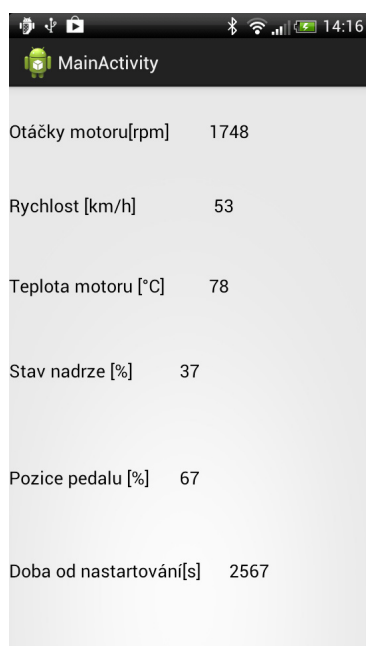 14:16
MainActivity
Otáčky motoru[rpm] 1748
Rychlost [km/h] 53
Teplota motoru [°C] 78
Stav nadrze [%] 37
Pozice pedalu [%] 67
Doba od nastartování[s] 2567